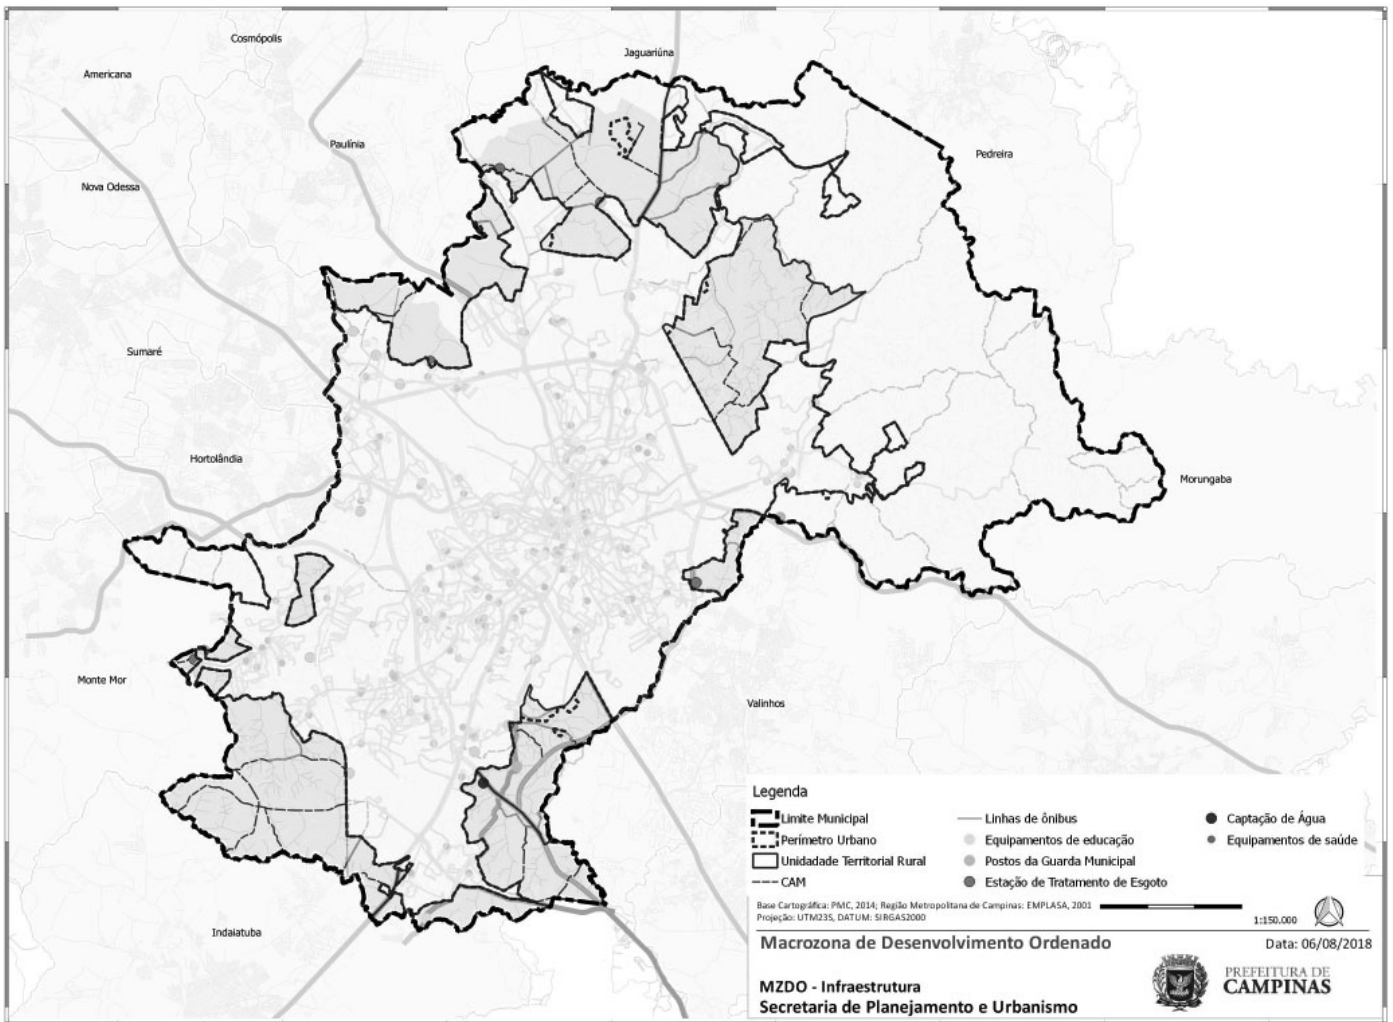 Cosmópolis
Jaguariúna
Americana
Paulínia
Pedreira
Nova Odessa
Sumaré
Hortolândia
Morungaba
Monte Mor
Valinhos
Indaiatuba
Legenda
Limite Municipal
Perímetro Urbano
Unidadade Territorial Rural
CAM
Linhas de ônibus
Equipamentos de educação
Postos da Guarda Municipal
Estação de Tratamento de Esgoto
Captação de Água
Equipamentos de saúde
Base Cartográfica: PMC, 2014; Região Metropolitana de Campinas: EMPLASA, 2001
Projeção: UTM23S, DATUM: SIRGAS2000
1:150.000
Macrozona de Desenvolvimento Ordenado
Data: 06/08/2018
MZDO - Infraestrutura
Secretaria de Planejamento e Urbanismo
PREFEITURA DE
CAMPINAS